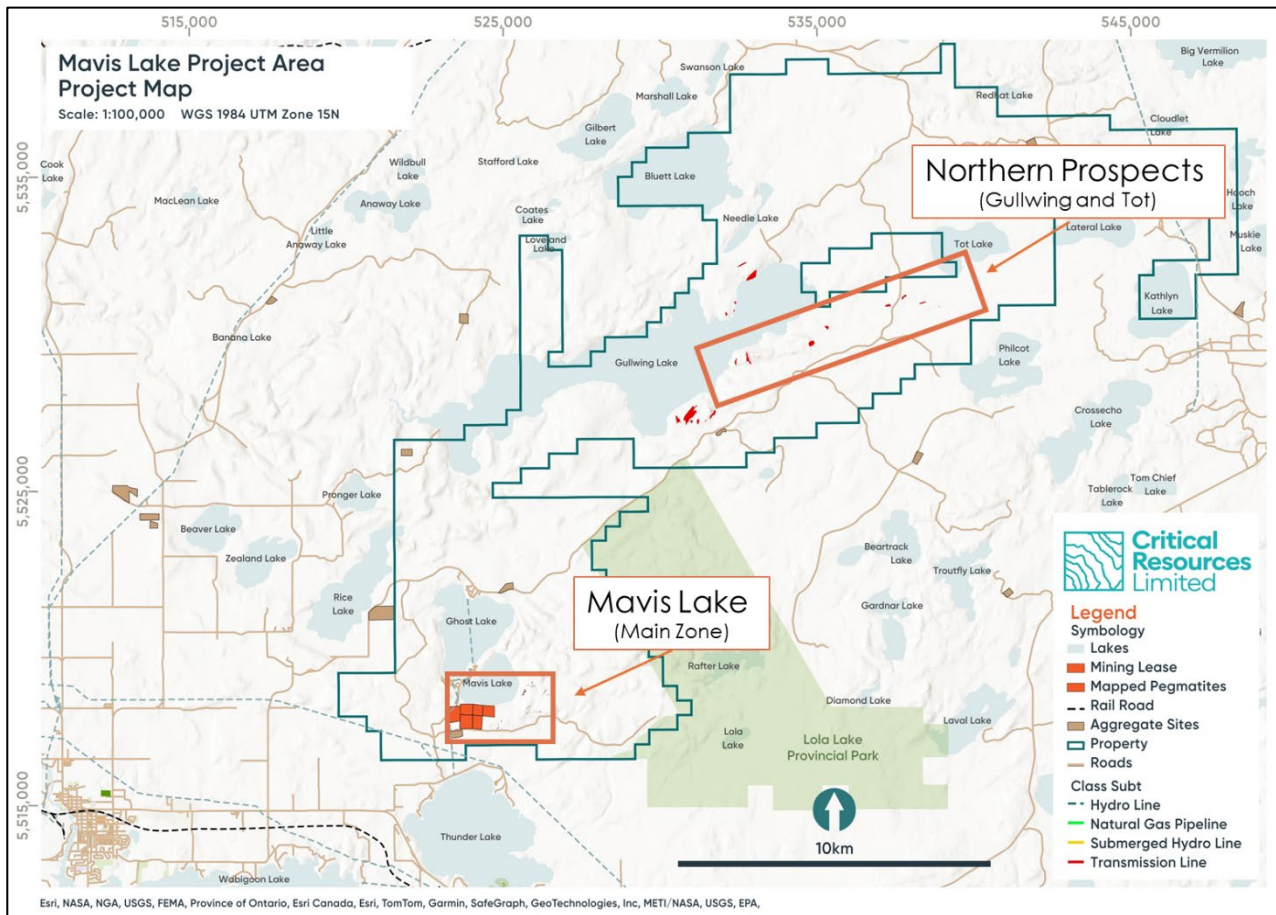 515,000
525,000
535,000
545,000
Mavis Lake Project Area
Project Map
Scale: 1:100,000 WGS 1984 UTM Zone 15N
Big Vermilion
Lake
Swanson Lake
Marshall Lake
Redhat Lake
Gilbert
Lake
Cloudlet
Lake
5,535,000
Cook
Lake
Wildbull
Lake
Stafford Lake
Bluett Lake
Northern Prospects
(Gullwing and Tot)
MacLean Lake
Anaway Lake
Hooch
Lake
Coates
Lake
Needle Lake
Little
Anaway Lake
Loveland
Lake
Tot Lake
Lateral Lake
Muskie
Lake
Kathlyn
Lake
Banana Lake
Gullwing Lake
Philcot
Lake
Crossecho
Lake
5,525,000
Pronger Lake
Tom Chief
Lake
Tablerock
Lake
Beaver Lake
Zealand Lake
Beartrack
Lake
Troutfly Lake
Rice
Lake
Ghost Lake
Mavis Lake
(Main Zone)
Gardnar Lake
Rafter Lake
Mavis Lake
Diamond Lake
Laval Lake
Lola
Lake
Lola Lake
Provincial Park
5,515,000
Thunder Lake
10km
Wabigoon Lake
Critical
Resources
Limited
Legend
Symbology
Lakes
Mining Lease
Mapped Pegmatites
Rail Road
Aggregate Sites
Property
Roads
Class Subt
Hydro Line
Natural Gas Pipeline
Submerged Hydro Line
Transmission Line
Esri, NASA, NGA, USGS, FEMA, Province of Ontario, Esri Canada, Esri, TomTom, Garmin, SafeGraph, GeoTechnologies, Inc, METI/NASA, USGS, EPA,